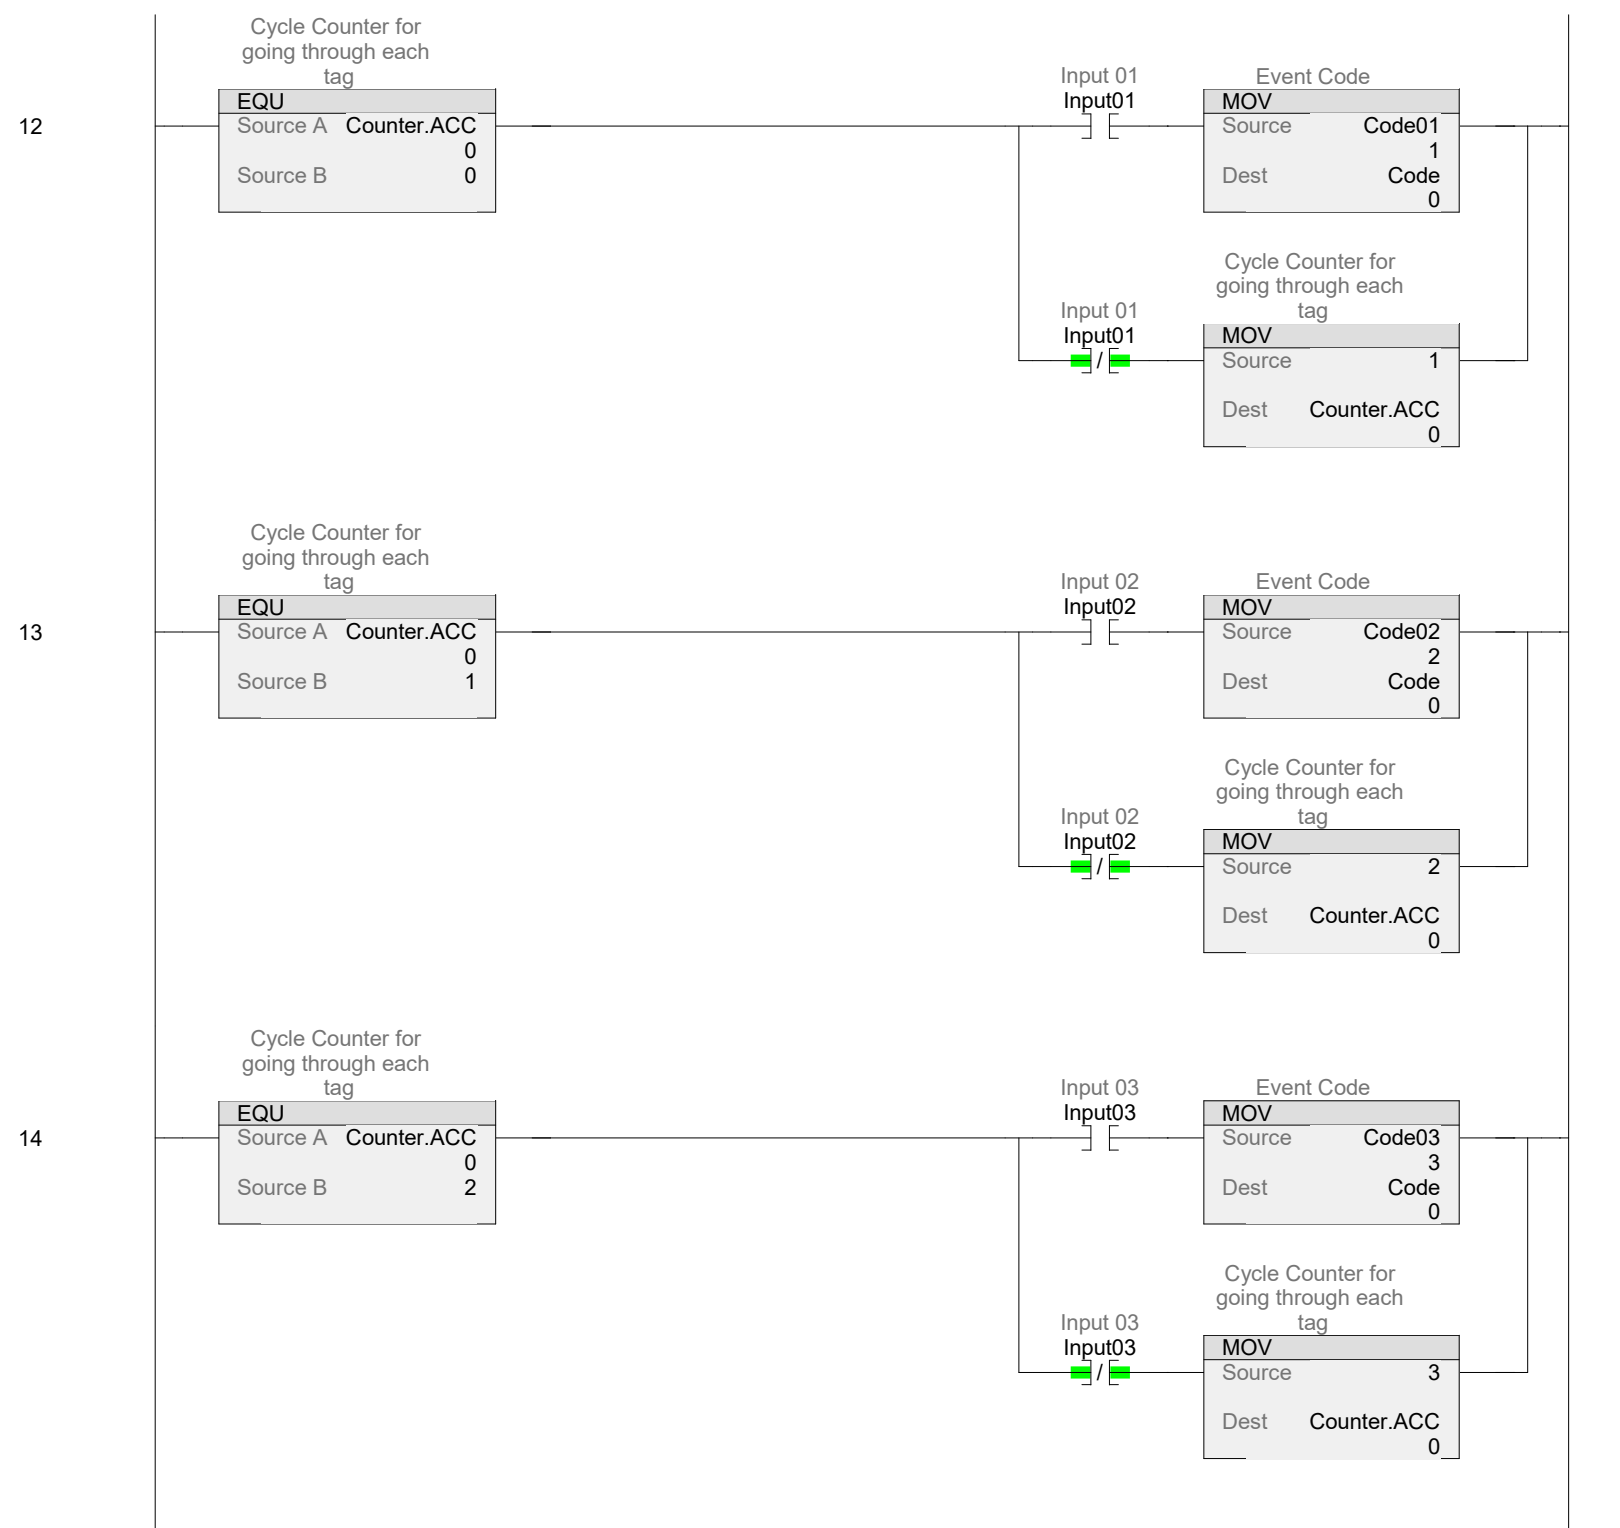 Cycle Counter for
going through each
tag
EQU
Source A Counter.ACC
0
Source B 0
Input 01
Input01
Event Code
MOV
Source Code01
1
Dest Code
0
12
Input 01
Input01
/
Cycle Counter for
going through each
tag
MOV
Source 1
Dest Counter.ACC
0
Cycle Counter for
going through each
tag
EQU
Source A Counter.ACC
0
Source B 1
Input 02
Input02
Event Code
MOV
Source Code02
2
Dest Code
0
13
Input 02
Input02
/
Cycle Counter for
going through each
tag
MOV
Source 2
Dest Counter.ACC
0
Cycle Counter for
going through each
tag
EQU
Source A Counter.ACC
0
Source B 2
Input 03
Input03
Event Code
MOV
Source Code03
3
Dest Code
0
14
Input 03
Input03
/
Cycle Counter for
going through each
tag
MOV
Source 3
Dest Counter.ACC
0